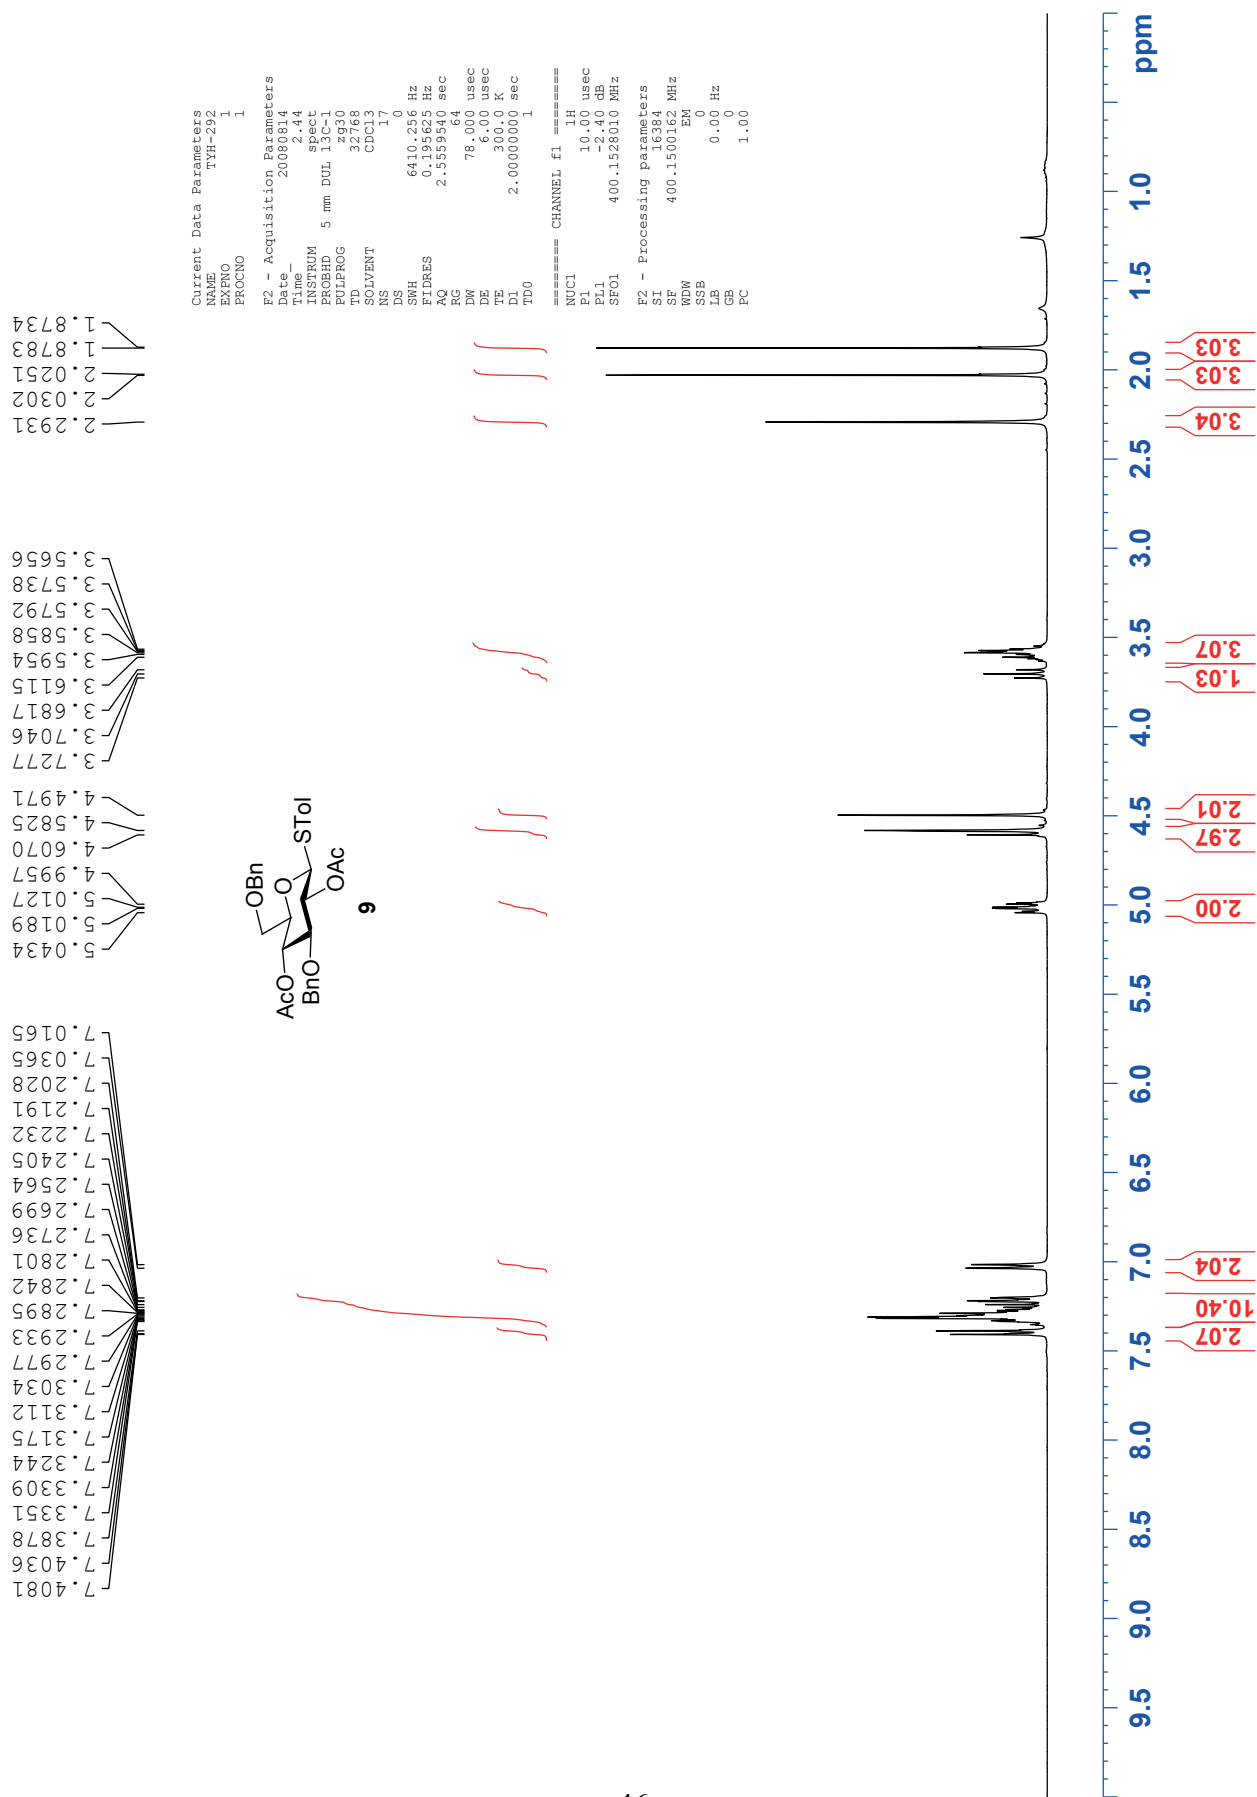 7.4081
7.4036
7.3878
7.3351
7.3309
7.3244
7.3175
7.3112
7.3034
7.2977
7.2933
7.2895
7.2842
7.2801
7.2736
7.2699
7.2564
7.2405
7.2232
7.2191
7.2028
7.0365
7.0165
5.0434
5.0189
5.0127
4.9957
4.6070
4.5825
4.4971
3.7277
3.7046
3.6817
3.6115
3.5954
3.5858
3.5792
3.5738
3.5656
2.2931
2.0302
2.0251
1.8783
1.8734
Current Data Parameters
NAME TYH-292
EXPNO 1
PROCNO 1
F2 - Acquisition Parameters
Date_ 20080814
Time 2.44
INSTRUM spect
PROBHD 5 mm DUL 13C-1
PULPROG zg30
TD 32768
SOLVENT CDCl3
NS 17
DS 0
SWH 6410.256 Hz
FIDRES 0.195625 Hz
AQ 2.5559540 sec
RG 64
DW 78.000 usec
DE 6.00 usec
TE 300.0 K
D1 2.00000000 sec
TD0 1
======== CHANNEL f1 ========
NUC1 1H
P1 10.00 usec
PL1 -2.40 dB
SFO1 400.1528010 MHz
F2 - Processing parameters
SI 16384
SF 400.1500162 MHz
WDW EM
SSB 0
LB 0.00 Hz
GB 0
PC 1.00
OBn
AcO
O
BnO
STol
OAc
9
9.5 9.0 8.5 8.0 7.5 7.0 6.5 6.0 5.5 5.0 4.5 4.0 3.5 3.0 2.5 2.0 1.5 1.0 ppm
2.07
10.40
2.04
2.00
2.97
2.01
1.03
3.07
3.04
3.03
3.03